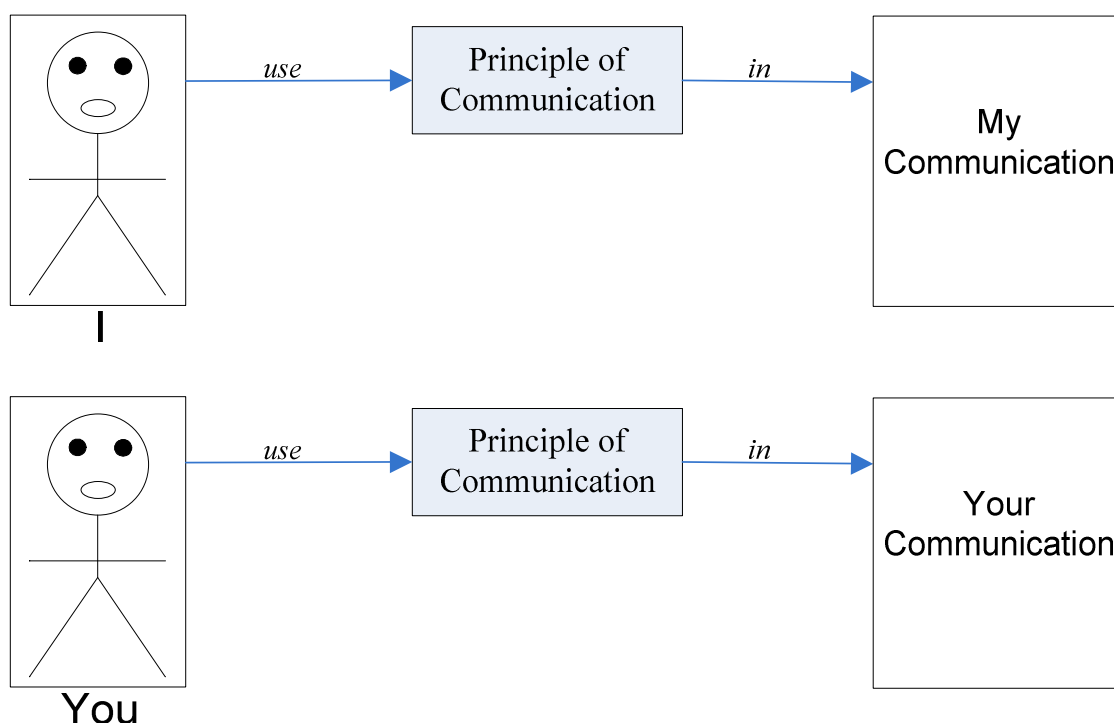 use
Principle of
Communication
in
My
Communication
I
use
Principle of
Communication
in
Your
Communication
You